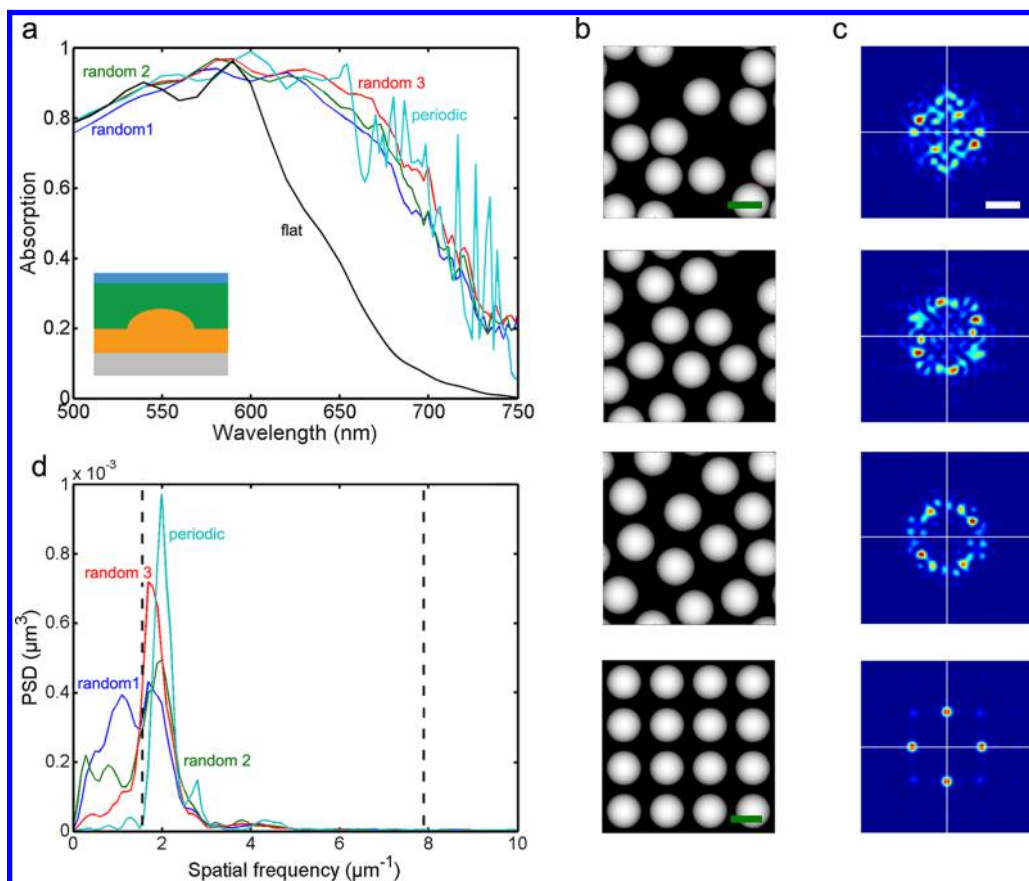 a
b
c
Absorption
1
0.8
0.6
0.4
0.2
0
random 2
random1
random 3
periodic
flat
500
550
600
650
700
750
Wavelength (nm)
d
x 10-3
PSD (µm³)
1
0.8
0.6
0.4
0.2
0
periodic
random 3
random1
random 2
0
2
4
6
8
10
Spatial frequency (µm⁻¹)